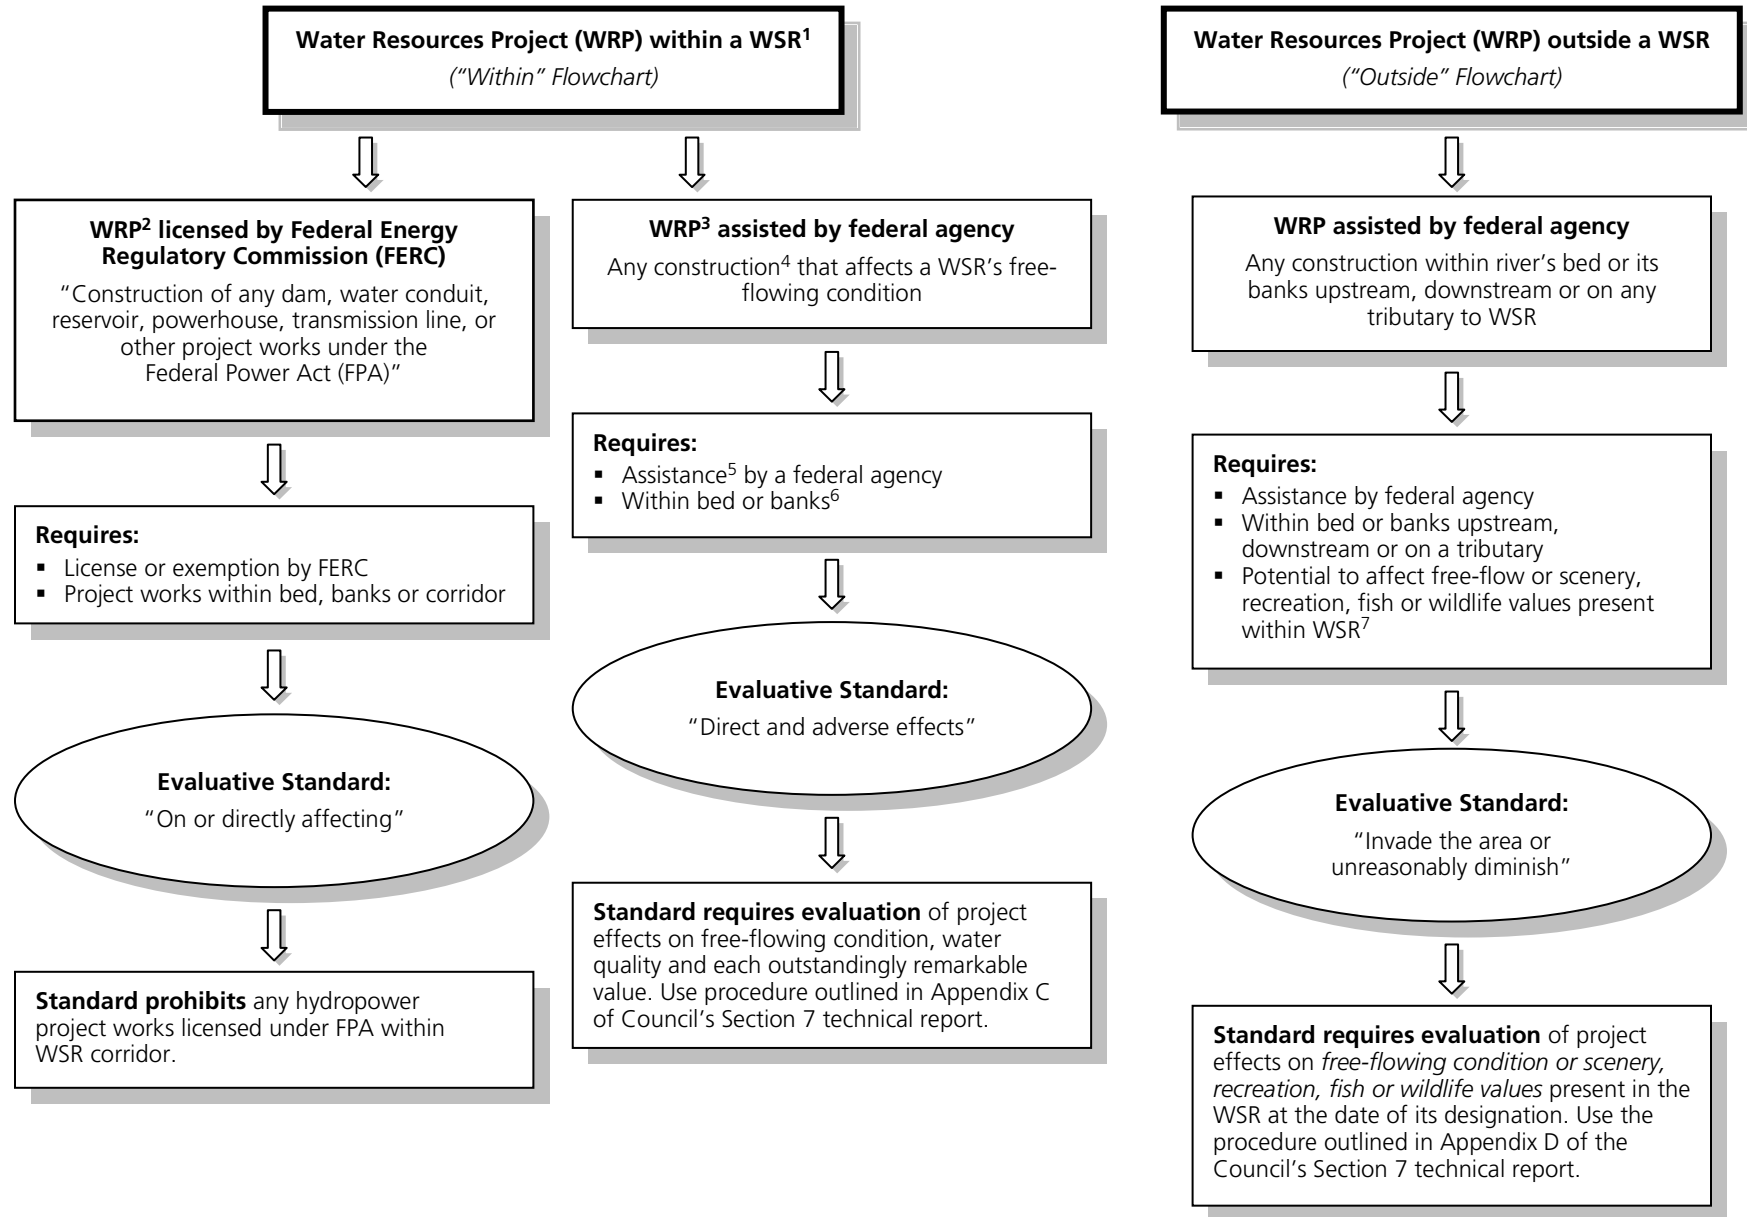 Water Resources Project (WRP) within a WSR¹
(“Within” Flowchart)
WRP² licensed by Federal Energy
Regulatory Commission (FERC)
“Construction of any dam, water conduit,
reservoir, powerhouse, transmission line, or
other project works under the
Federal Power Act (FPA)”
Requires:
▪ License or exemption by FERC
▪ Project works within bed, banks or corridor
Evaluative Standard:
“On or directly affecting”
Standard prohibits any hydropower
project works licensed under FPA within
WSR corridor.
WRP³ assisted by federal agency
Any construction⁴ that affects a WSR’s free-
flowing condition
Requires:
▪ Assistance⁵ by a federal agency
▪ Within bed or banks⁶
Evaluative Standard:
“Direct and adverse effects”
Standard requires evaluation of project
effects on free-flowing condition, water
quality and each outstandingly remarkable
value. Use procedure outlined in Appendix C
of Council’s Section 7 technical report.
Water Resources Project (WRP) outside a WSR
(“Outside” Flowchart)
WRP assisted by federal agency
Any construction within river’s bed or its
banks upstream, downstream or on any
tributary to WSR
Requires:
▪ Assistance by federal agency
▪ Within bed or banks upstream,
downstream or on a tributary
▪ Potential to affect free-flow or scenery,
recreation, fish or wildlife values present
within WSR⁷
Evaluative Standard:
“Invade the area or
unreasonably diminish”
Standard requires evaluation of project
effects on free-flowing condition or scenery,
recreation, fish or wildlife values present in the
WSR at the date of its designation. Use the
procedure outlined in Appendix D of the
Council’s Section 7 technical report.